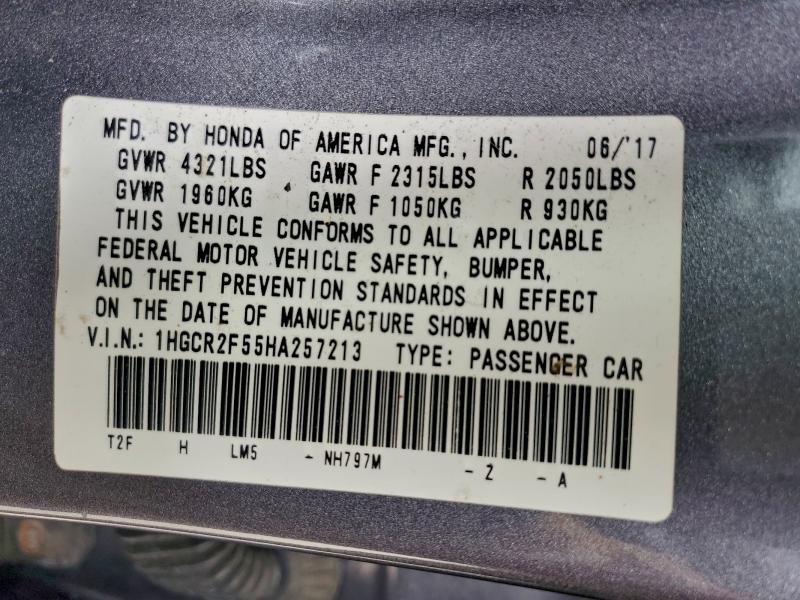 MFD. BY HONDA OF AMERICA MFG., INC. 06/'17
GVWR 4321LBS GAWR F 2315LBS R 2050LBS
GVWR 1960KG GAWR F 1050KG R 930KG
THIS VEHICLE CONFORMS TO ALL APPLICABLE
FEDERAL MOTOR VEHICLE SAFETY, BUMPER,
AND THEFT PREVENTION STANDARDS IN EFFECT
ON THE DATE OF MANUFACTURE SHOWN ABOVE.
V.I.N.: 1HGCR2F55HA257213 TYPE: PASSENGER CAR
T2F H LM5 - NH797M - Z - A